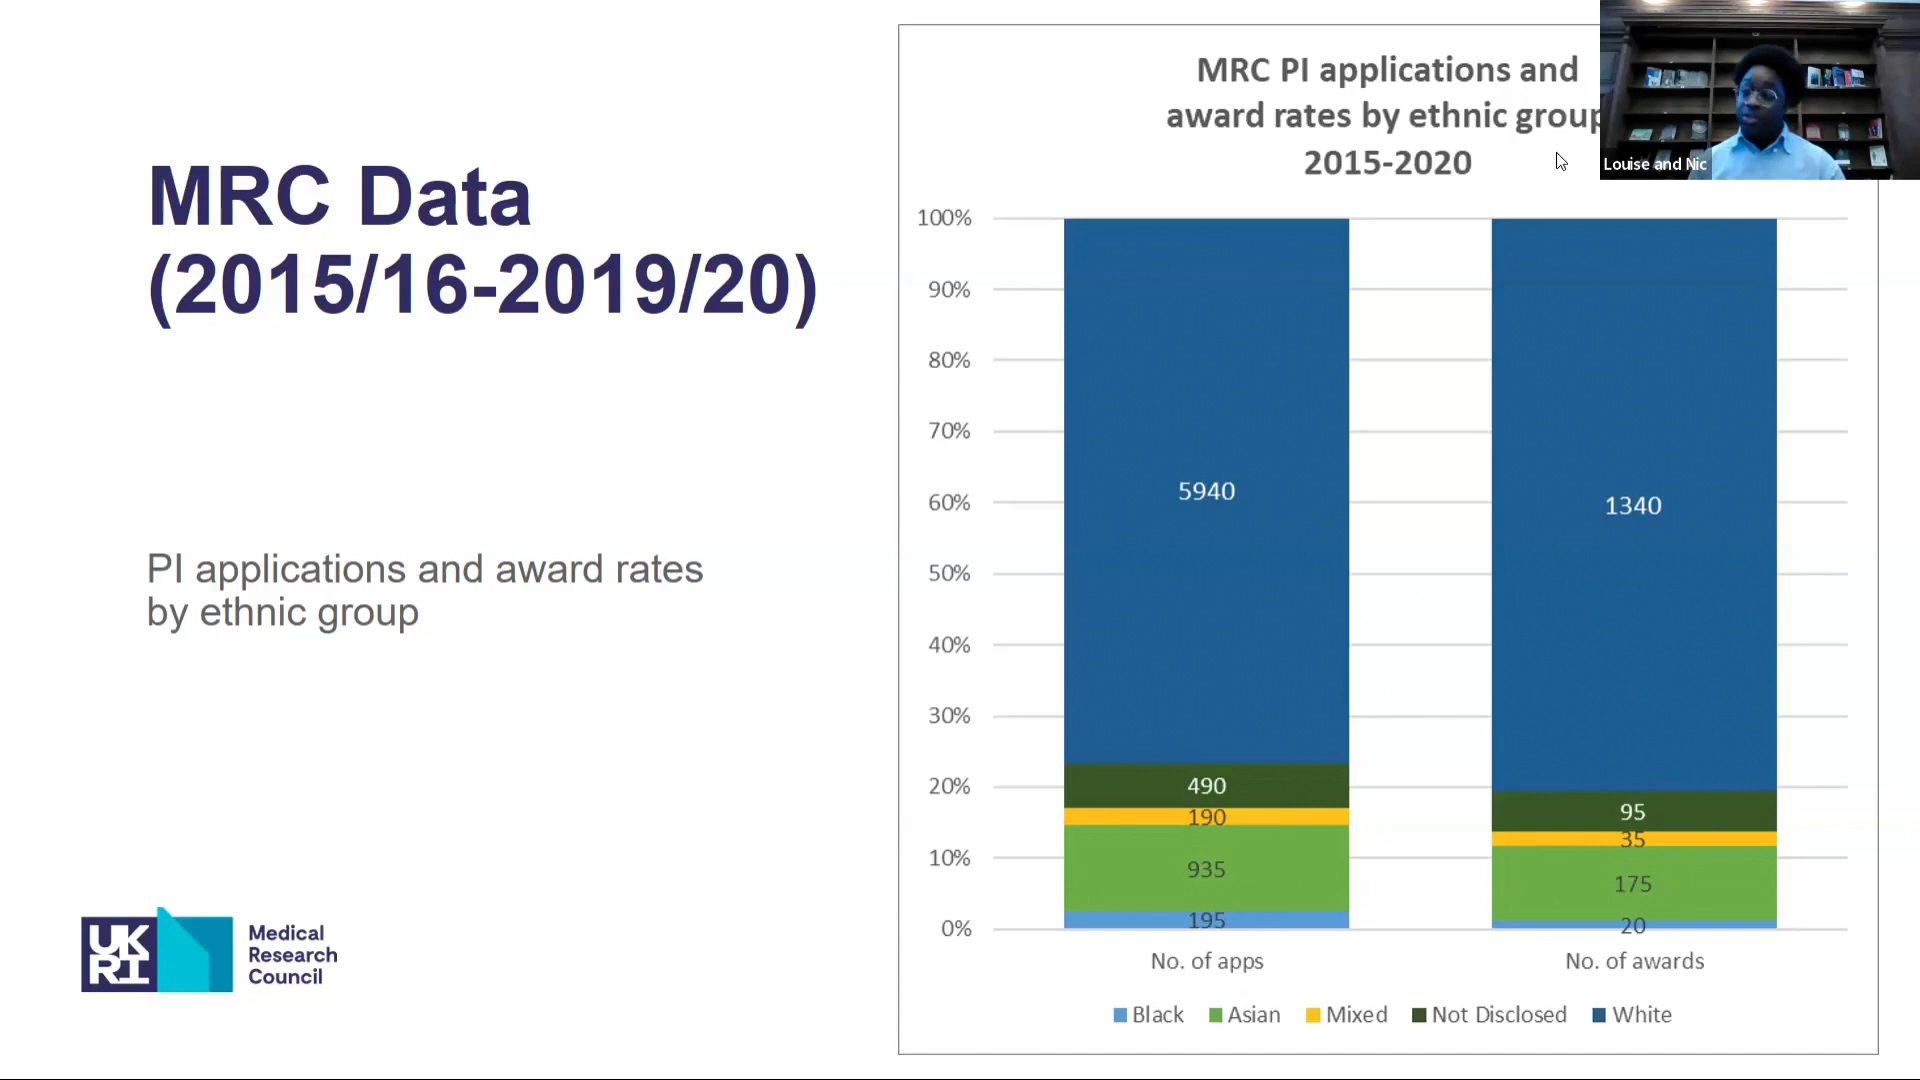 MRC Data
(2015/16-2019/20)
PI applications and award rates
by ethnic group
UK
RI
Medical
Research
Council
MRC PI applications and
award rates by ethnic group
2015-2020
Louise and Nic
100%
90%
80%
70%
60%
50%
40%
30%
20%
10%
0%
5940
490
190
935
195
1340
95
35
175
20
No. of apps
No. of awards
Black
Asian
Mixed
Not Disclosed
White